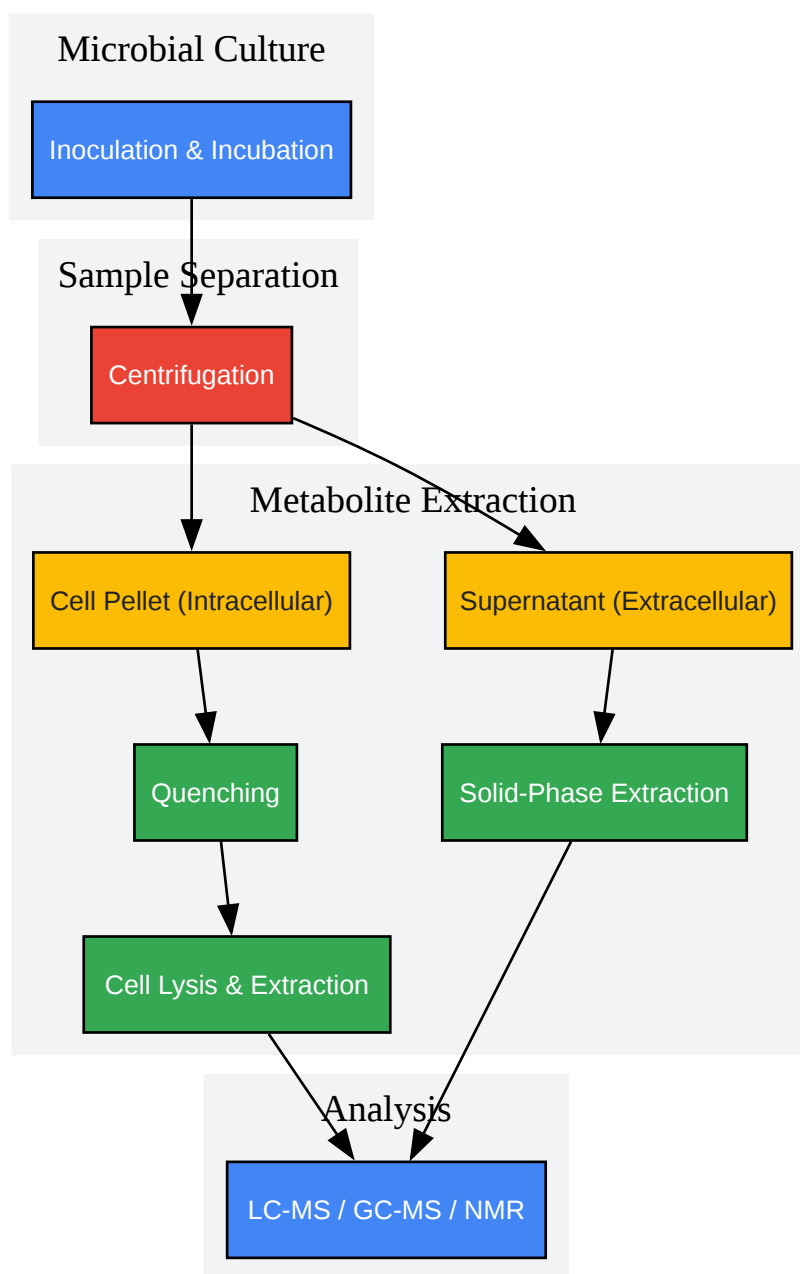 Microbial Culture
Inoculation & Incubation
Sample Separation
Centrifugation
Metabolite Extraction
Cell Pellet (Intracellular)
Supernatant (Extracellular)
Quenching
Solid-Phase Extraction
Cell Lysis & Extraction
Analysis
LC-MS / GC-MS / NMR